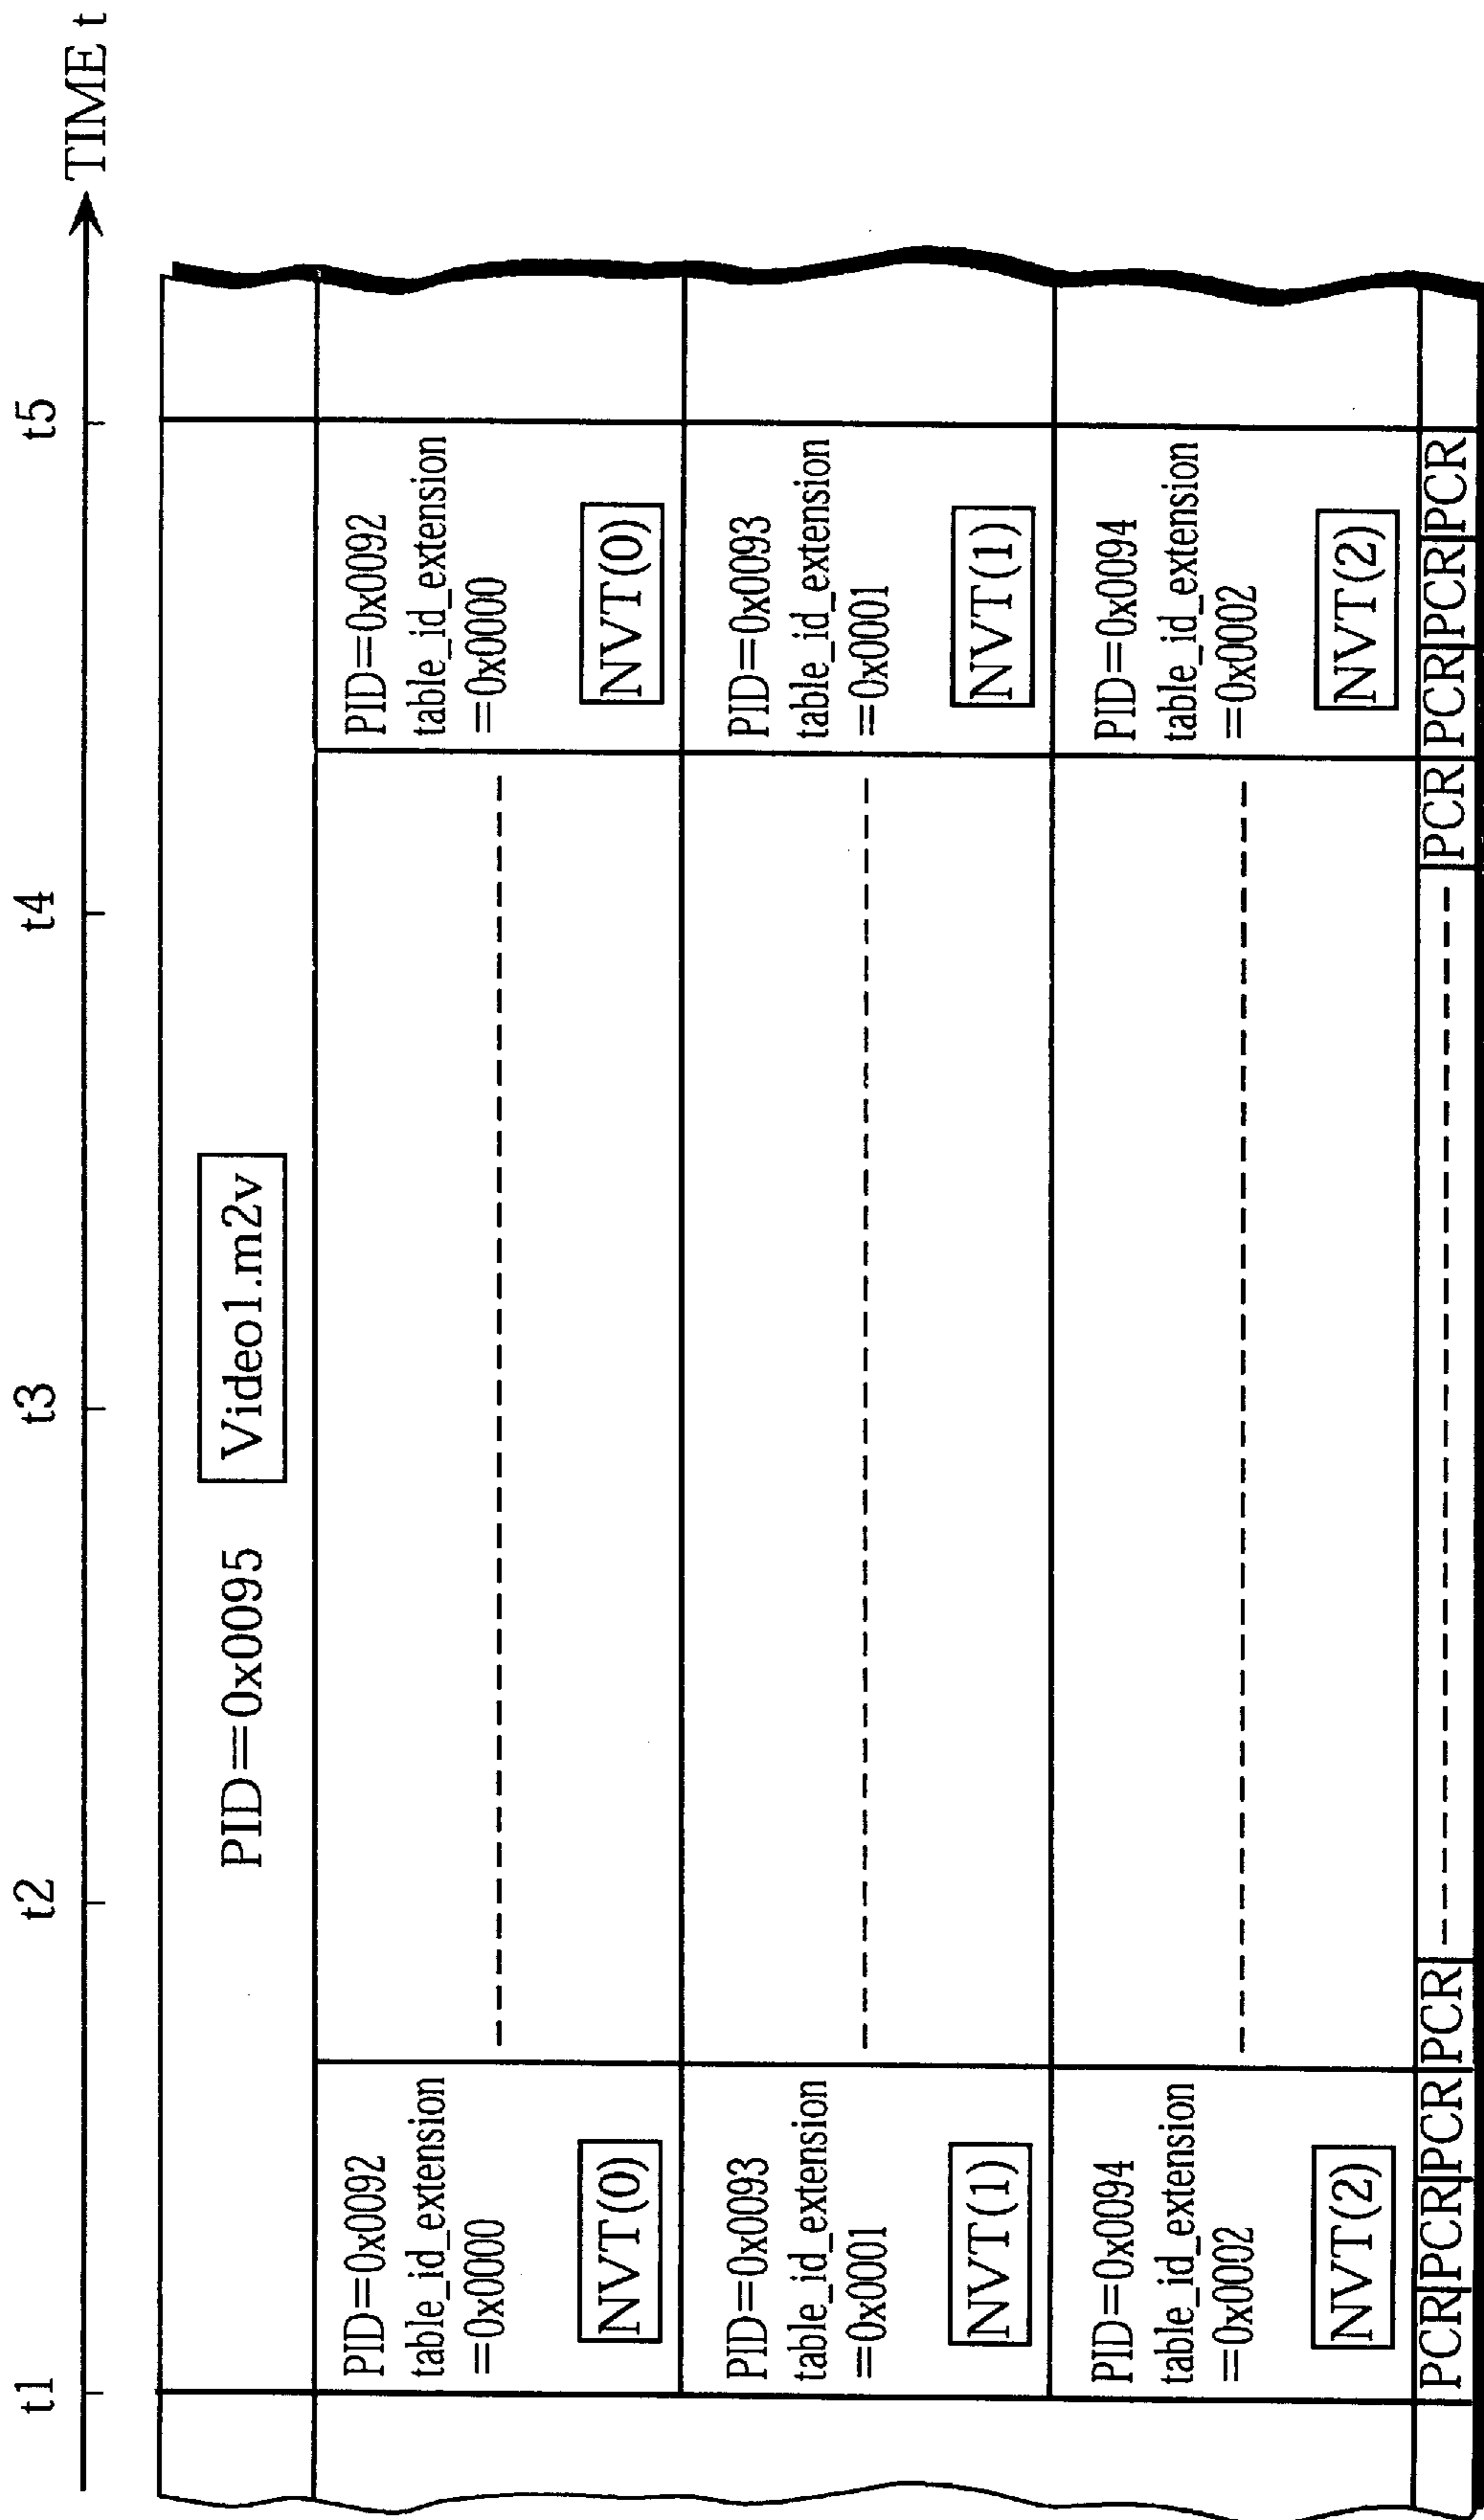 t1 t2 t3 t4 t5 TIME t
PID=0x0095 Video1.m2v
PID=0x0092
table_id_extension
=0x0000
NVT(0)
PID=0x0092
table_id_extension
=0x0000
NVT(0)
PID=0x0093
table_id_extension
=0x0001
NVT(1)
PID=0x0093
table_id_extension
=0x0001
NVT(1)
PID=0x0094
table_id_extension
=0x0002
NVT(2)
PID=0x0094
table_id_extension
=0x0002
NVT(2)
PCR PCR PCR PCR PCR PCR PCR PCR